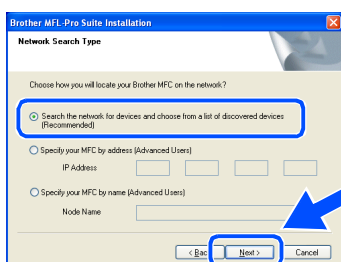 Brother MFL-Pro Suite Installation
Network Search Type
Choose how you will locate your Brother MFC on the network?
Search the network for devices and choose from a list of discovered devices
(Recommended)
Specify your MFC by address (Advanced Users)
IP Address
Specify your MFC by name (Advanced Users)
Node Name
< Bac
Next >
Cancel